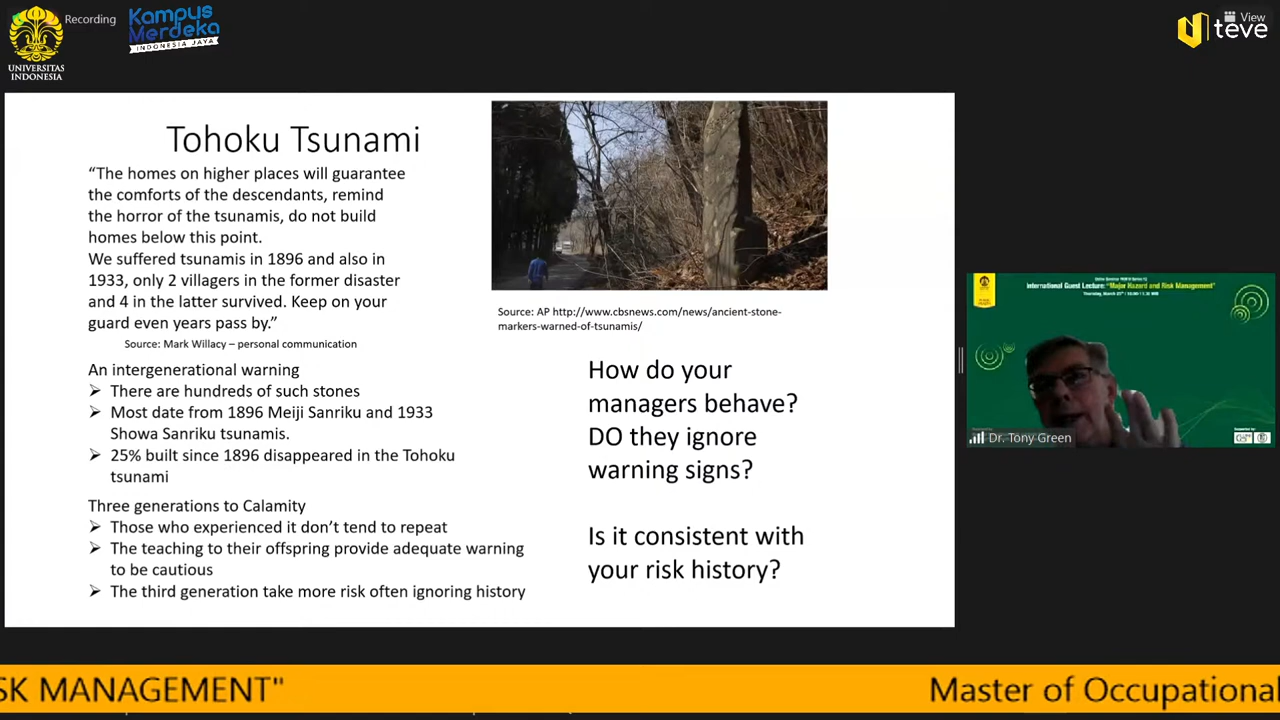 Recording
Kampus
Merdeka
INDONESIA JAYA
UNIVERSITAS
INDONESIA
View
teve
Tohoku Tsunami
“The homes on higher places will guarantee
the comforts of the descendants, remind
the horror of the tsunamis, do not build
homes below this point.
We suffered tsunamis in 1896 and also in
1933, only 2 villagers in the former disaster
and 4 in the latter survived. Keep on your
guard even years pass by.”
Source: Mark Willacy – personal communication
An intergenerational warning
➢ There are hundreds of such stones
➢ Most date from 1896 Meiji Sanriku and 1933
Showa Sanriku tsunamis.
➢ 25% built since 1896 disappeared in the Tohoku
tsunami
Three generations to Calamity
➢ Those who experienced it don’t tend to repeat
➢ The teaching to their offspring provide adequate warning
to be cautious
➢ The third generation take more risk often ignoring history
Source: AP http://www.cbsnews.com/news/ancient-stone-
markers-warned-of-tsunamis/
How do your
managers behave?
DO they ignore
warning signs?
Is it consistent with
your risk history?
International Guest Lecture: "Major Hazard and Risk Management"
Dr. Tony Green
SK MANAGEMENT"
Master of Occupational